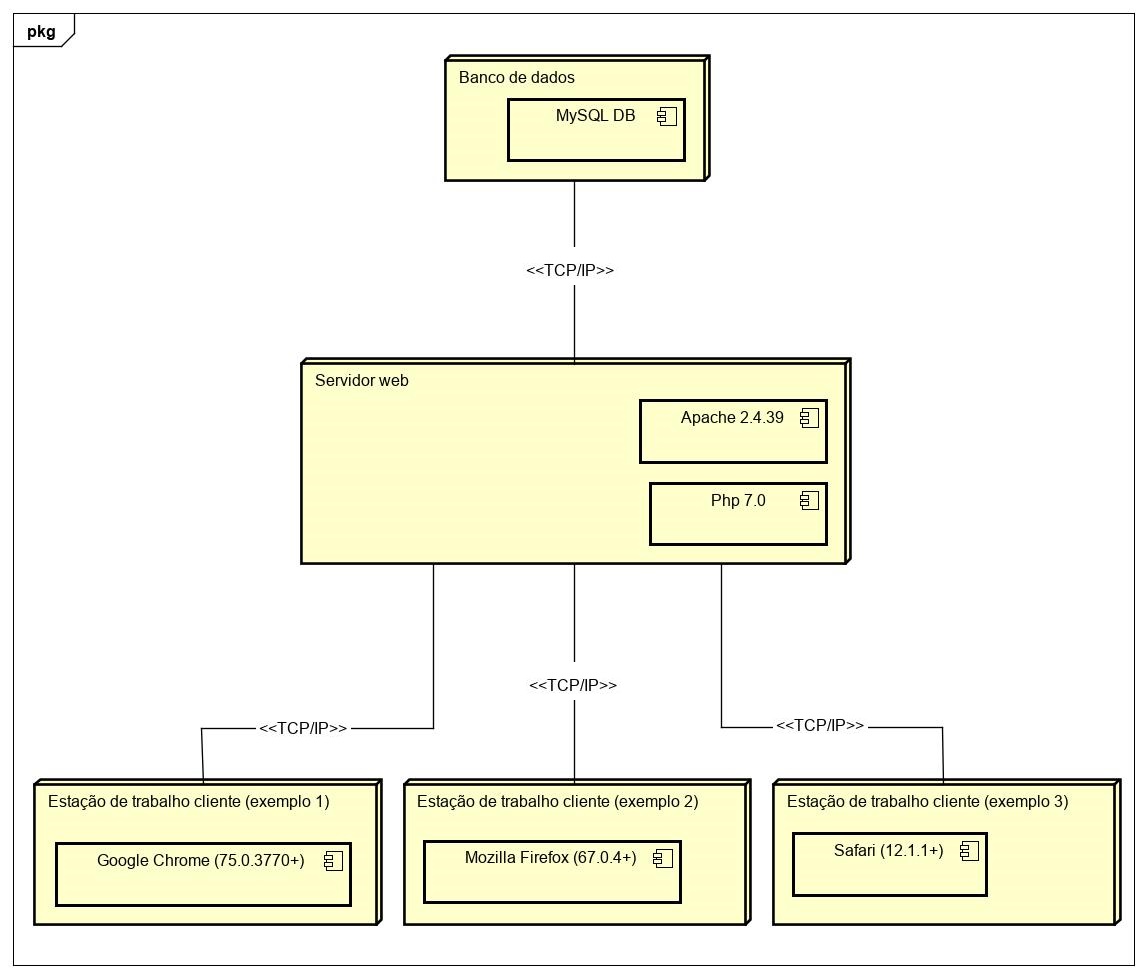 pkg
Banco de dados
MySQL DB
<<TCP/IP>>
Servidor web
Apache 2.4.39
Php 7.0
<<TCP/IP>>
<<TCP/IP>>
<<TCP/IP>>
Estação de trabalho cliente (exemplo 1)
Google Chrome (75.0.3770+)
Estação de trabalho cliente (exemplo 2)
Mozilla Firefox (67.0.4+)
Estação de trabalho cliente (exemplo 3)
Safari (12.1.1+)